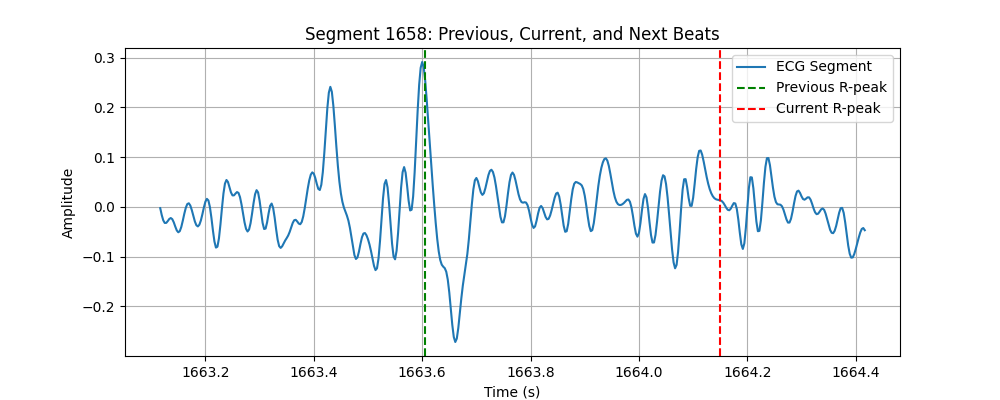 Segment 1658: Previous, Current, and Next Beats
0.3
0.2
0.1
0.0
−0.1
−0.2
Amplitude
ECG Segment
Previous R-peak
Current R-peak
1663.2
1663.4
1663.6
1663.8
1664.0
1664.2
1664.4
Time (s)